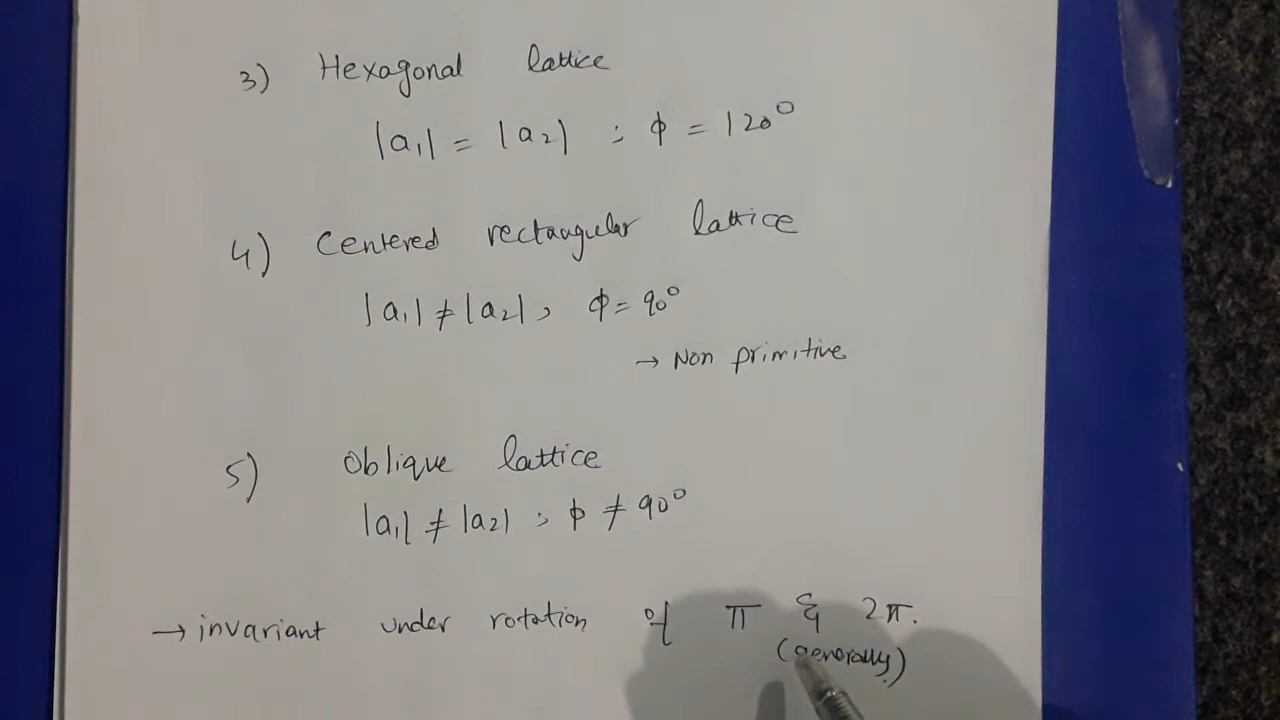 3) Hexagonal lattice
|a₁| = |a₂| ; ϕ = 120°
4) Centered rectangular lattice
|a₁| ≠ |a₂| , ϕ = 90°
→ Non primitive
5) Oblique lattice
|a₁| ≠ |a₂| ; ϕ ≠ 90°
→ invariant under rotation of π & 2π.
(generally)